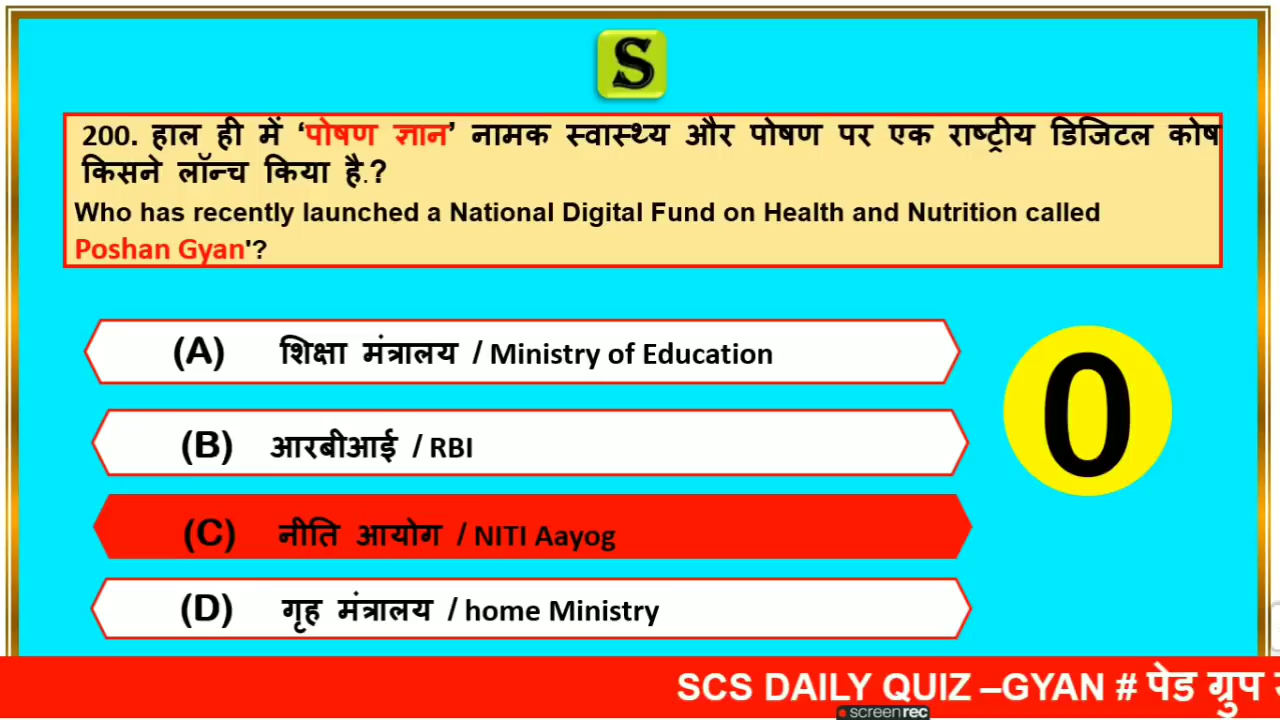 S
200. हाल ही में ‘पोषण ज्ञान’ नामक स्वास्थ्य और पोषण पर एक राष्ट्रीय डिजिटल कोष
किसने लॉन्च किया है.?
Who has recently launched a National Digital Fund on Health and Nutrition called
Poshan Gyan'?
(A) शिक्षा मंत्रालय / Ministry of Education
(B) आरबीआई / RBI
(C) नीति आयोग / NITI Aayog
(D) गृह मंत्रालय / home Ministry
0
SCS DAILY QUIZ –GYAN # पेड ग्रुप
screenrec